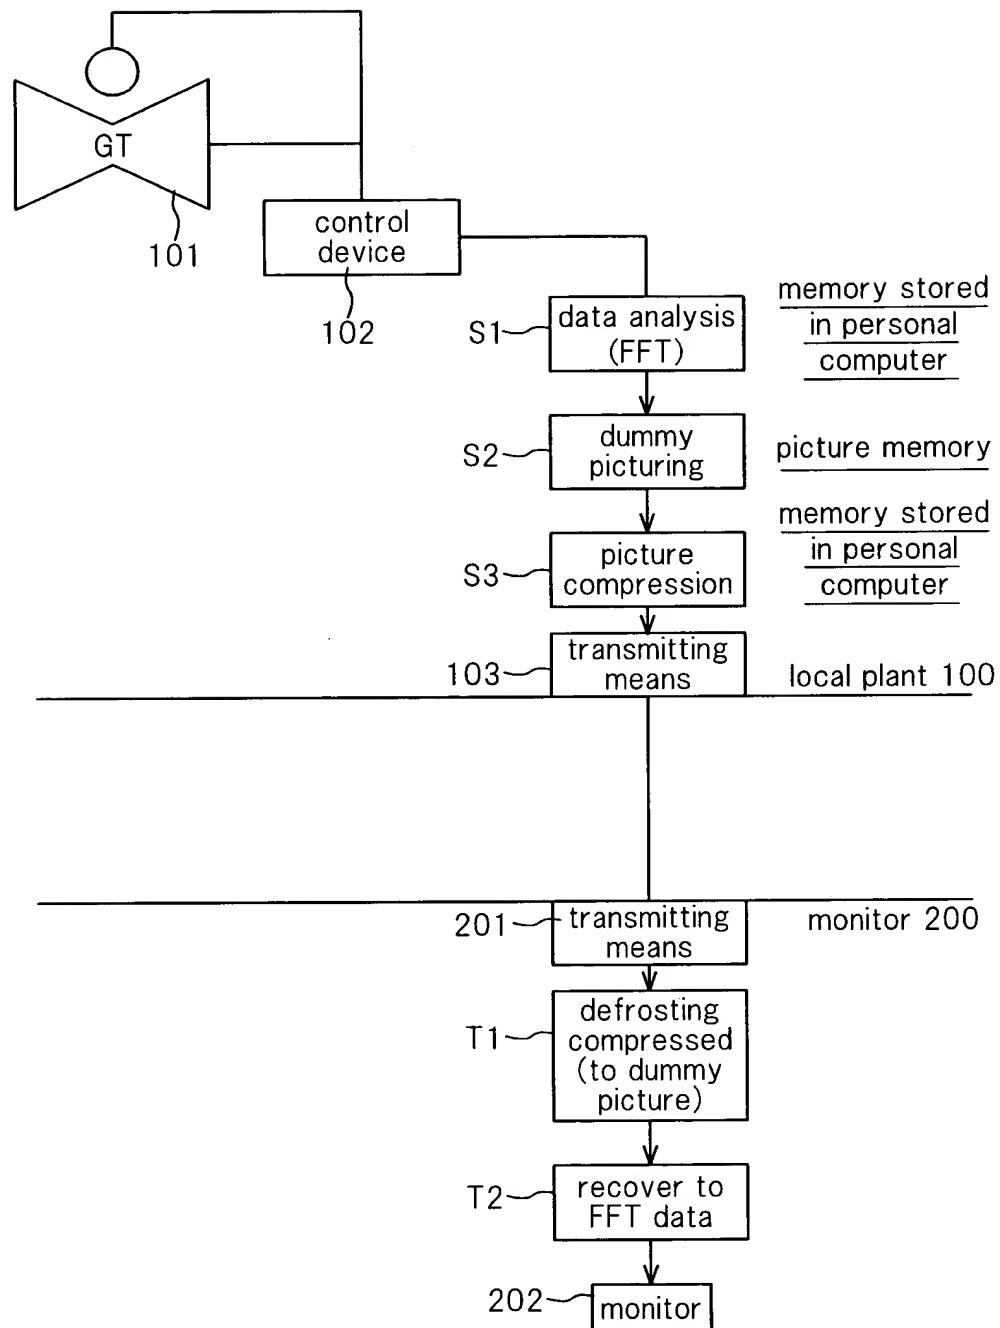 GT
101
control
device
102
S1
data analysis
(FFT)
memory stored
in personal
computer
S2
dummy
picturing
picture memory
S3
picture
compression
memory stored
in personal
computer
103
transmitting
means
local plant 100
201
transmitting
means
monitor 200
T1
defrosting
compressed
(to dummy
picture)
T2
recover to
FFT data
202
monitor